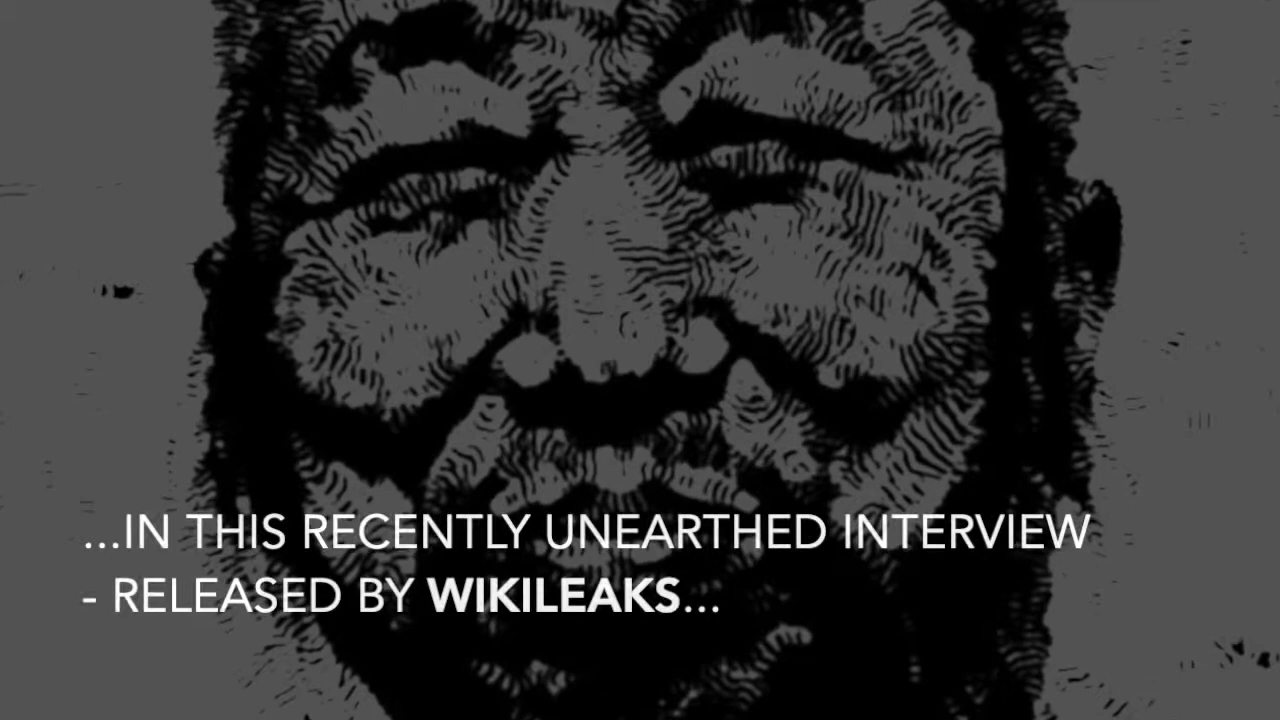 ...IN THIS RECENTLY UNEARTHED INTERVIEW
- RELEASED BY WIKILEAKS...